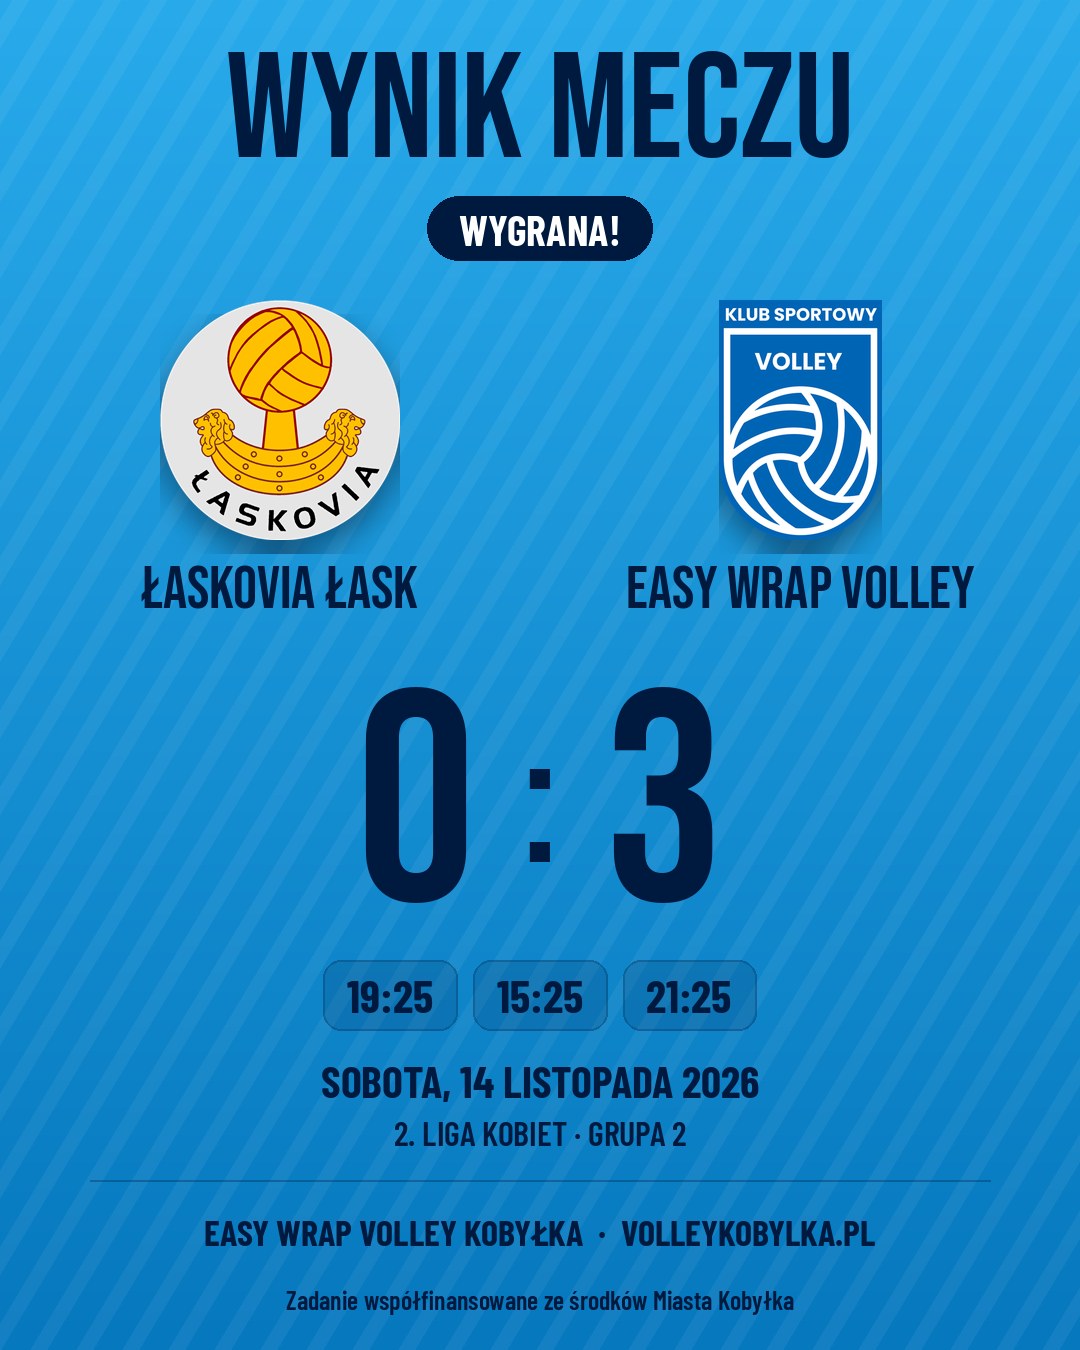 WYNIK MECZU
WYGRANA!
ŁASKOVIA
KLUB SPORTOWY
VOLLEY
ŁASKOVIA ŁASK
EASY WRAP VOLLEY
0 : 3
19:25 15:25 21:25
SOBOTA, 14 LISTOPADA 2026
2. LIGA KOBIET · GRUPA 2
EASY WRAP VOLLEY KOBYŁKA · VOLLEYKOBYLKA.PL
Zadanie współfinansowane ze środków Miasta Kobyłka